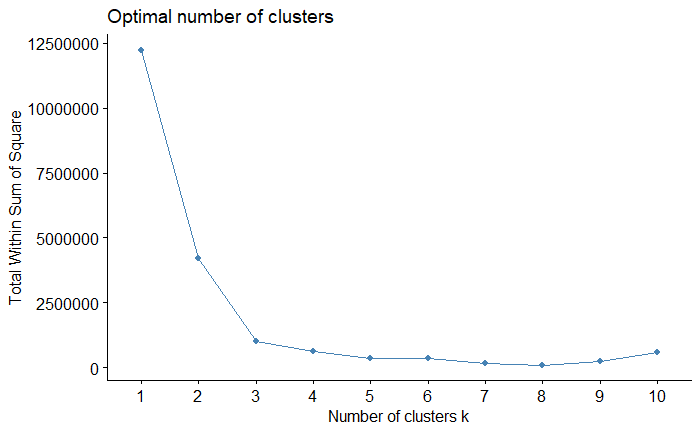 Optimal number of clusters
Total Within Sum of Square
12500000
10000000
7500000
5000000
2500000
0
1 2 3 4 5 6 7 8 9 10
Number of clusters k